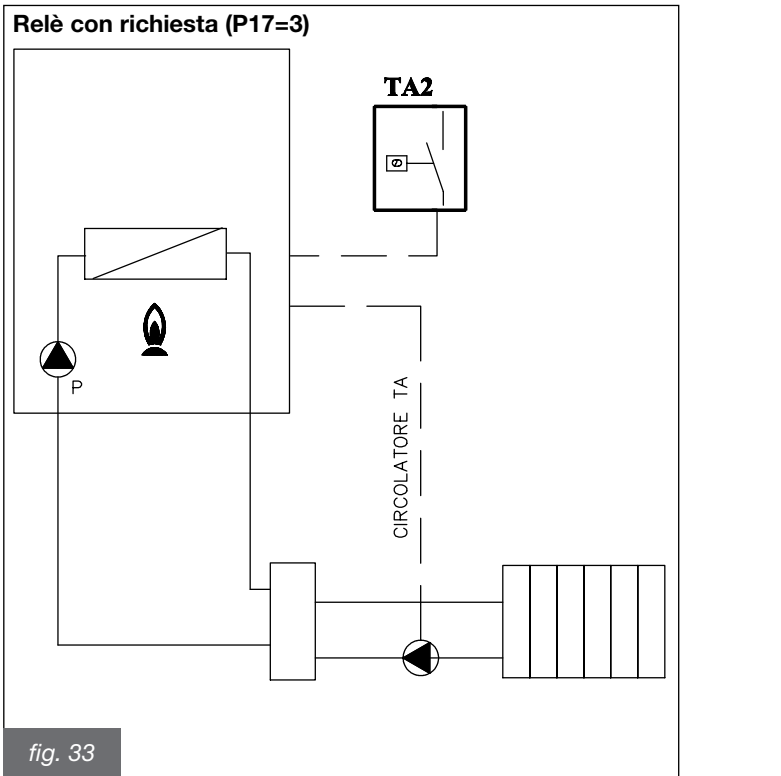 Relè con richiesta (P17=3)
TA2
P
CIRCOLATORE TA
fig. 33